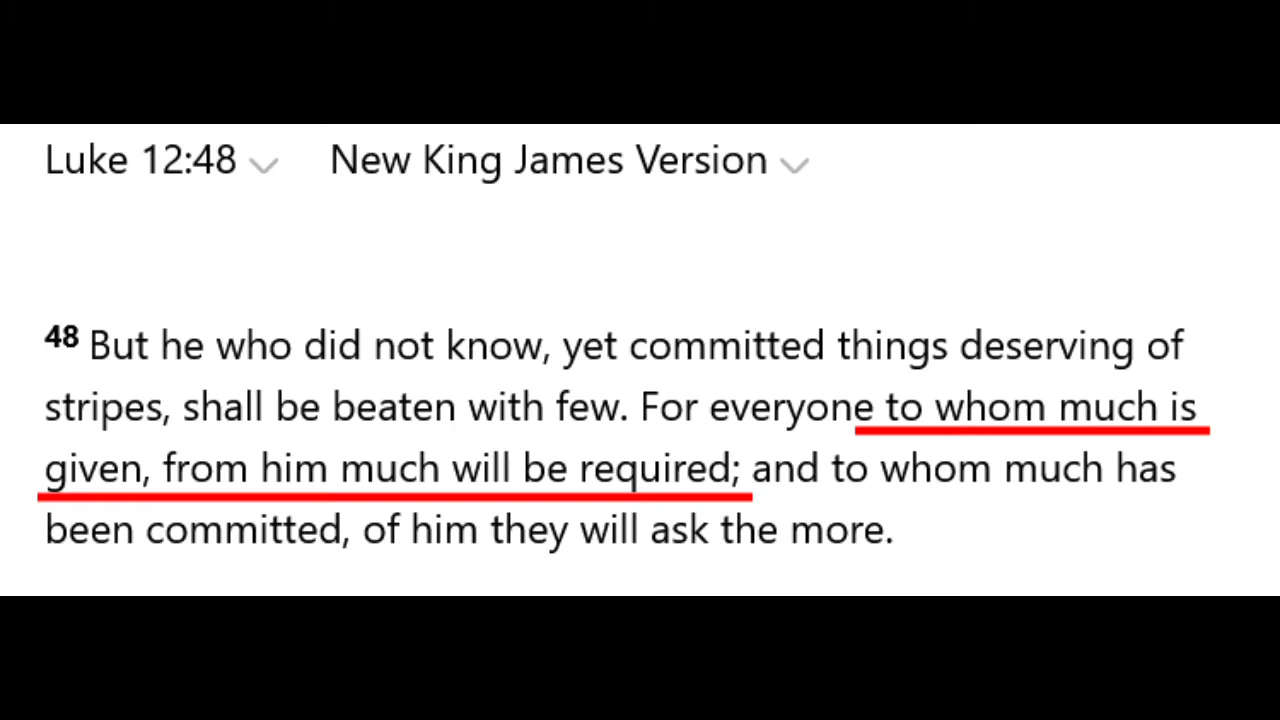 Luke 12:48 New King James Version
48 But he who did not know, yet committed things deserving of
stripes, shall be beaten with few. For everyone to whom much is
given, from him much will be required; and to whom much has
been committed, of him they will ask the more.